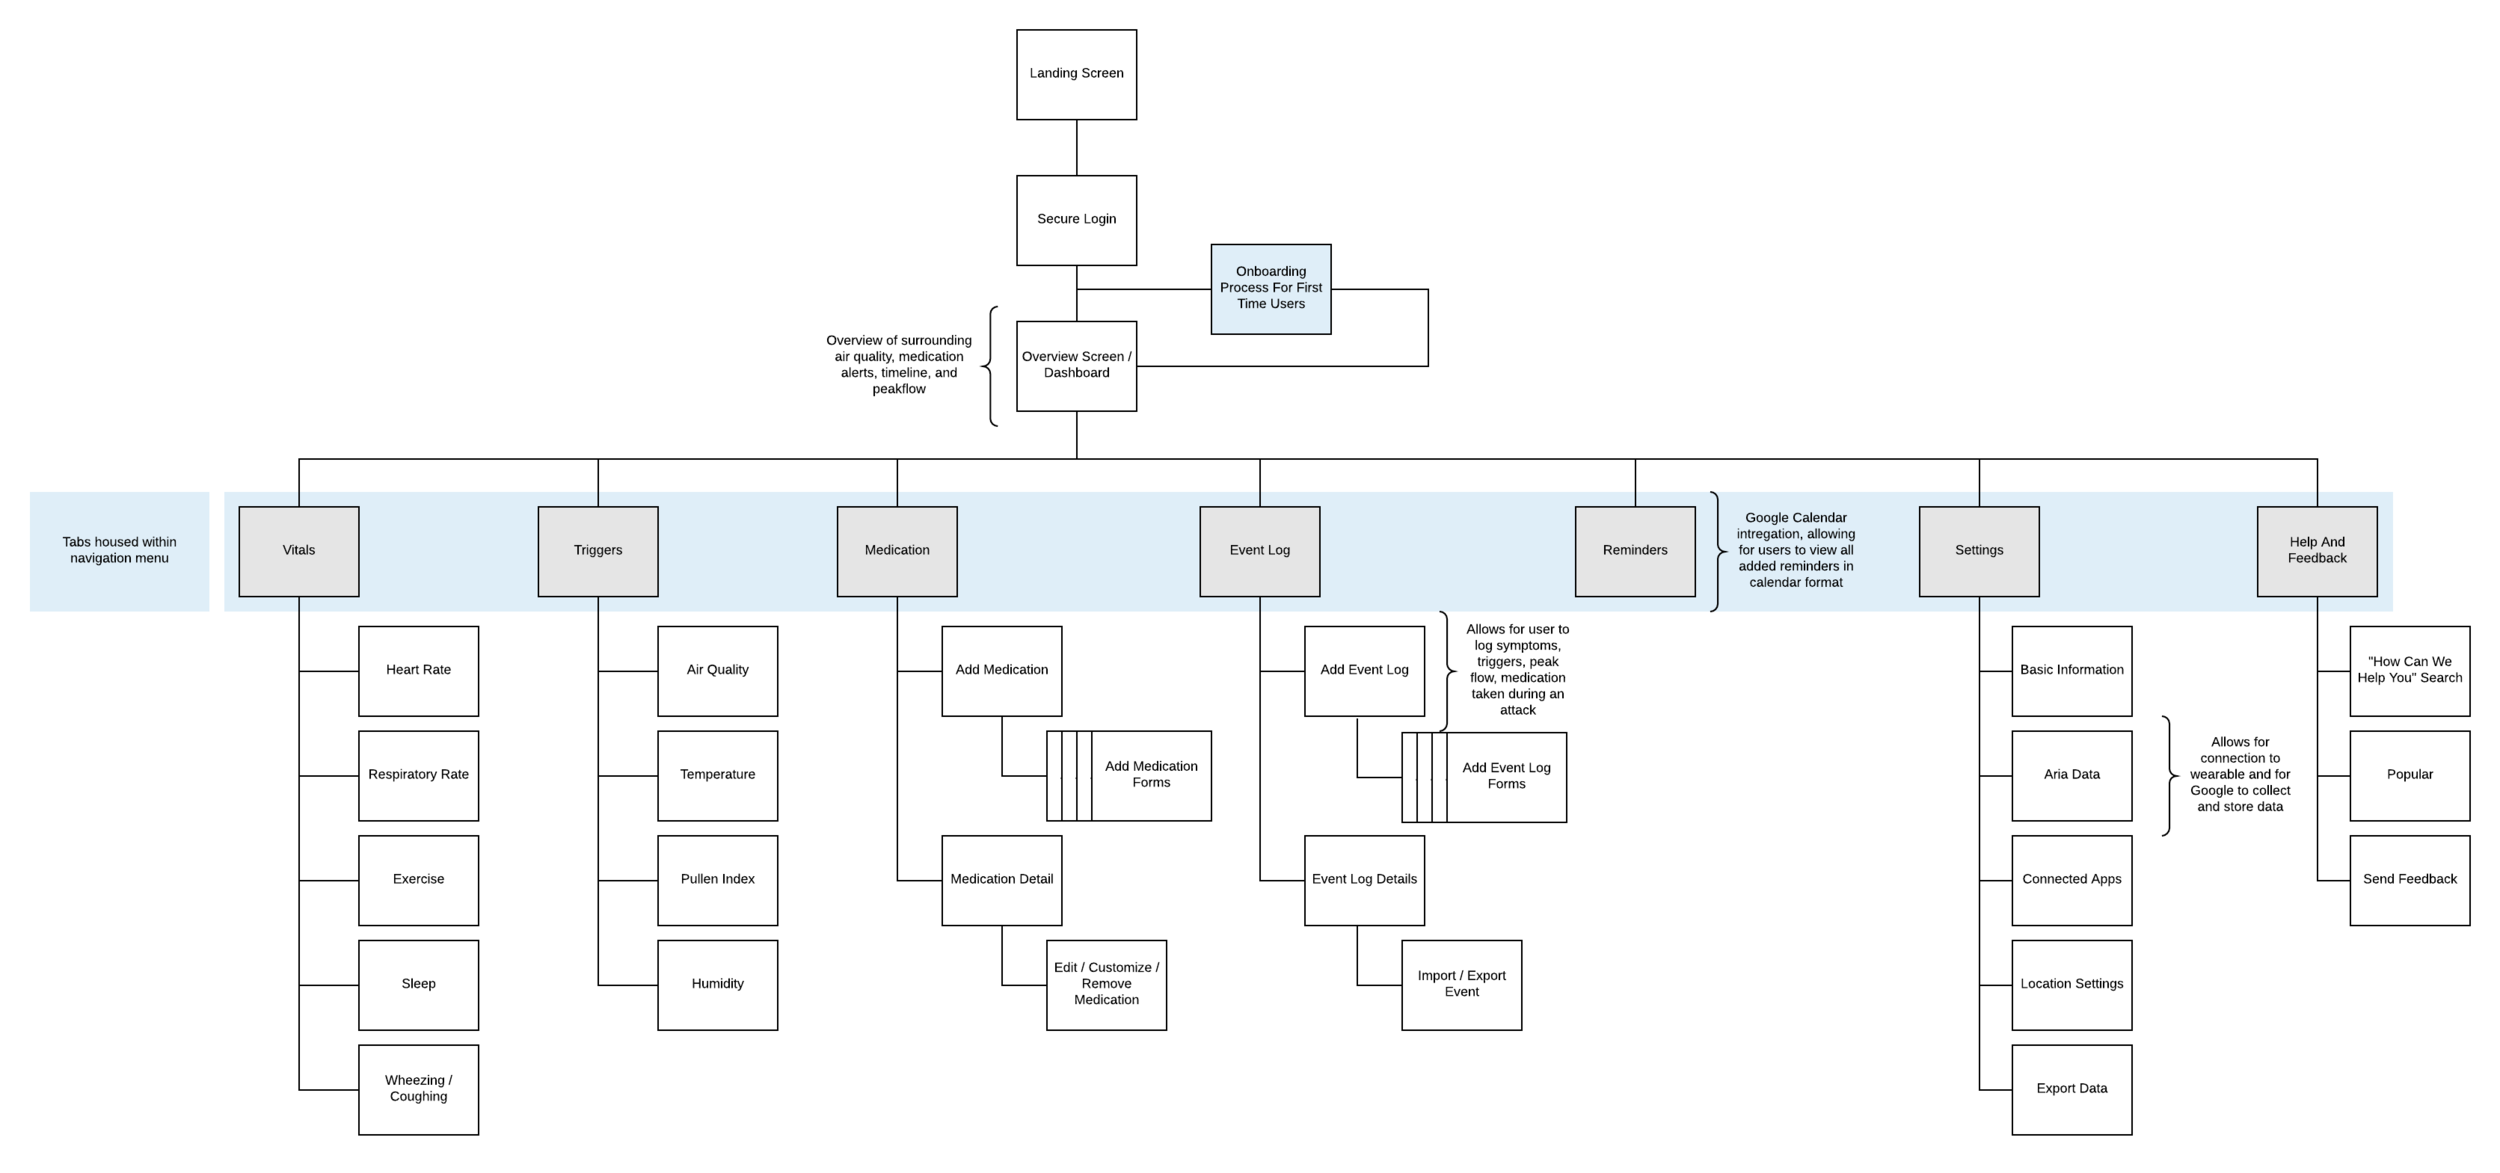 Landing Screen
Secure Login
Onboarding
Process For First
Time Users
Overview of surrounding
air quality, medication
alerts, timeline, and
peakflow
Overview Screen /
Dashboard
Tabs housed within
navigation menu
Vitals
Triggers
Medication
Event Log
Reminders
Google Calendar
intregation, allowing
for users to view all
added reminders in
calendar format
Settings
Help And
Feedback
Heart Rate
Respiratory Rate
Exercise
Sleep
Wheezing /
Coughing
Air Quality
Temperature
Pullen Index
Humidity
Add Medication
Add Medication
Forms
Medication Detail
Edit / Customize /
Remove
Medication
Add Event Log
Allows for user to
log symptoms,
triggers, peak
flow, medication
taken during an
attack
Add Event Log
Forms
Event Log Details
Import / Export
Event
Basic Information
Aria Data
Allows for
connection to
wearable and for
Google to collect
and store data
Connected Apps
Location Settings
Export Data
"How Can We
Help You" Search
Popular
Send Feedback